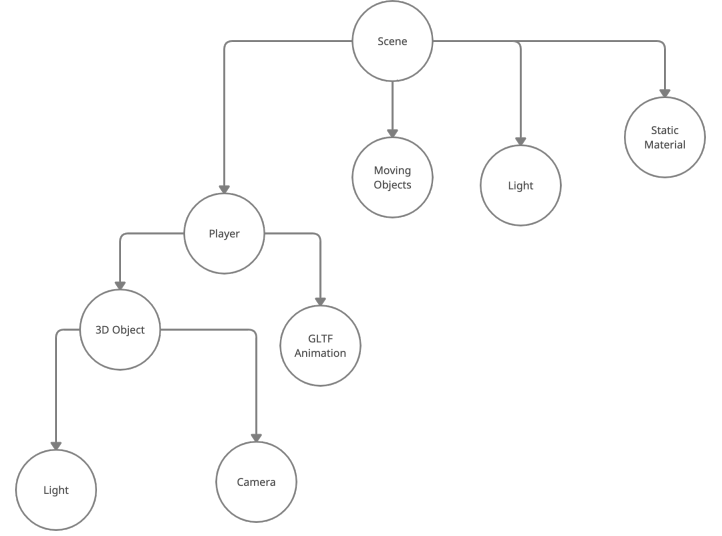 Scene
Static
Material
Moving
Objects
Light
Player
3D Object
GLTF
Animation
Light
Camera